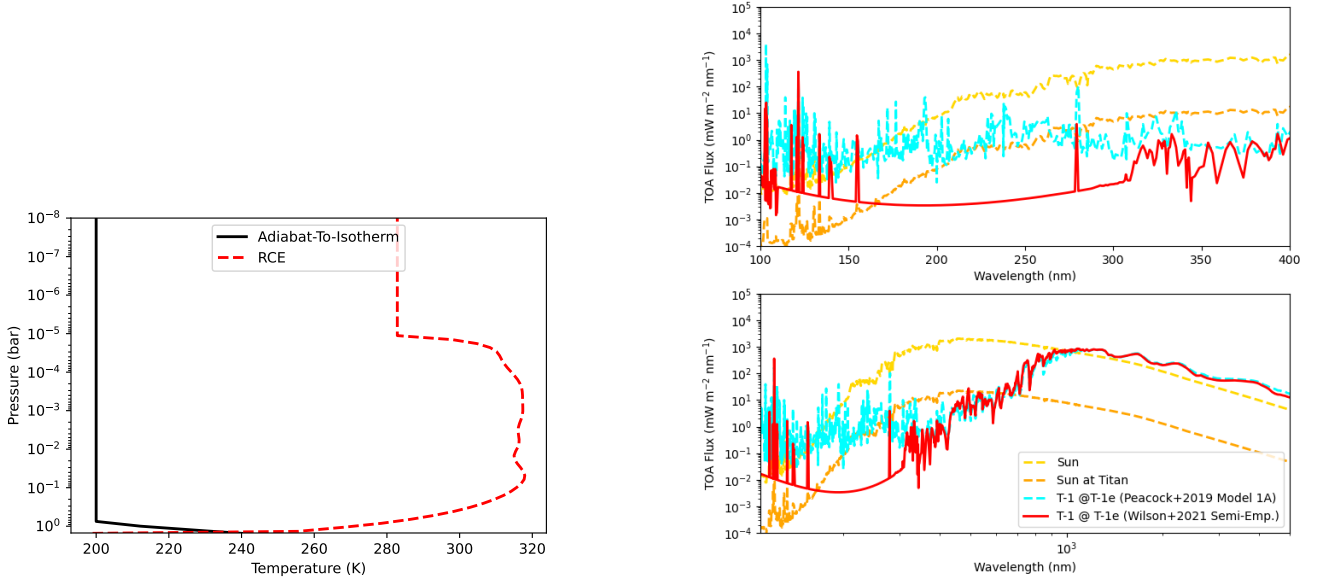 10⁻⁸
10⁻⁷
10⁻⁶
10⁻⁵
10⁻⁴
10⁻³
10⁻²
10⁻¹
10⁰
Pressure (bar)
Adiabat-To-Isotherm
RCE
200 220 240 260 280 300 320
Temperature (K)
10⁵
10⁴
10³
10²
10¹
10⁰
10⁻¹
10⁻²
10⁻³
10⁻⁴
TOA Flux (mW m⁻² nm⁻¹)
100 150 200 250 300 350 400
Wavelength (nm)
10⁵
10⁴
10³
10²
10¹
10⁰
10⁻¹
10⁻²
10⁻³
10⁻⁴
TOA Flux (mW m⁻² nm⁻¹)
Sun
Sun at Titan
T-1 @T-1e (Peacock+2019 Model 1A)
T-1 @ T-1e (Wilson+2021 Semi-Emp.)
10³
Wavelength (nm)